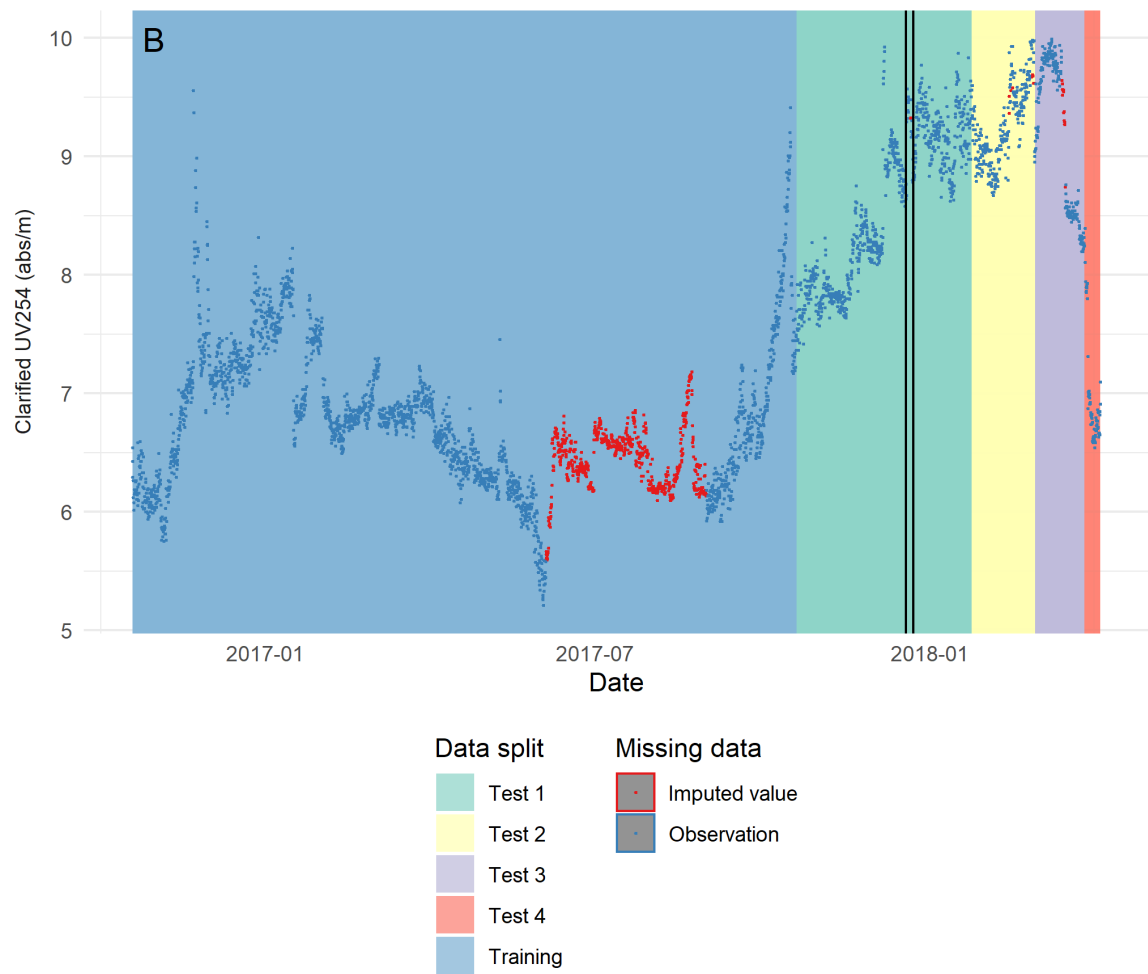 B
10
9
8
7
6
5
Clarified UV254 (abs/m)
2017-01 2017-07 2018-01
Date
Data split
Test 1
Test 2
Test 3
Test 4
Training
Missing data
Imputed value
Observation